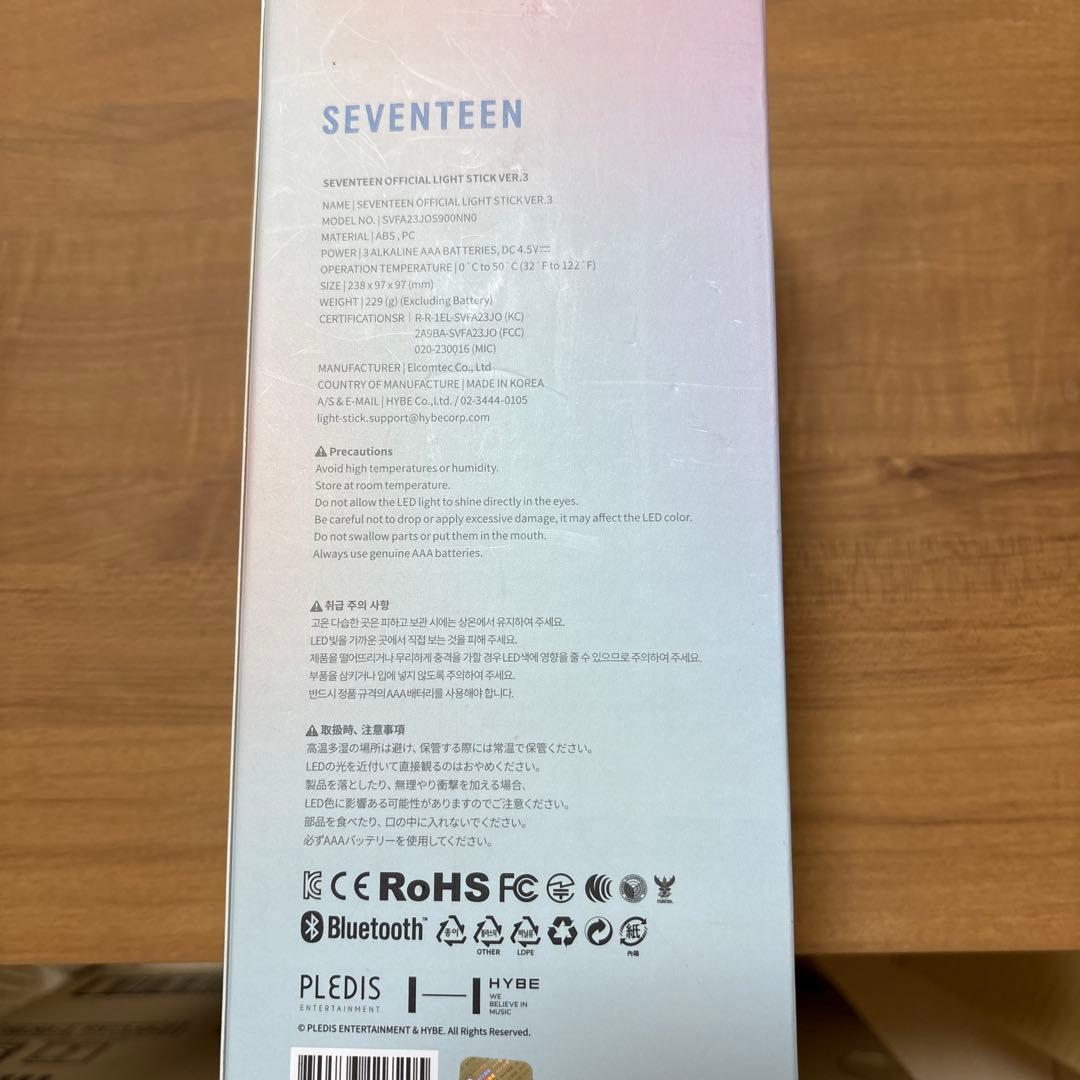 SEVENTEEN
SEVENTEEN OFFICIAL LIGHT STICK VER.3
NAME | SEVENTEEN OFFICIAL LIGHT STICK VER.3
MODEL NO. | SVFA23JOS900NN0
MATERIAL | ABS , PC
POWER | 3 ALKALINE AAA BATTERIES, DC 4.5V⎓
OPERATION TEMPERATURE | 0˚C to 50˚C (32˚F to 122˚F)
SIZE | 238 x 97 x 97 (mm)
WEIGHT | 229 (g) (Excluding Battery)
CERTIFICATIONSR | R-R-1EL-SVFA23JO (KC)
2A9BA-SVFA23JO (FCC)
020-230016 (MIC)
MANUFACTURER | Elcomtec Co., Ltd
COUNTRY OF MANUFACTURE | MADE IN KOREA
A/S & E-MAIL | HYBE Co.,Ltd. / 02-3444-0105
light-stick.support@hybecorp.com
⚠ Precautions
Avoid high temperatures or humidity.
Store at room temperature.
Do not allow the LED light to shine directly in the eyes.
Be careful not to drop or apply excessive damage, it may affect the LED color.
Do not swallow parts or put them in the mouth.
Always use genuine AAA batteries.
⚠ 취급 주의 사항
고온 다습한 곳은 피하고 보관 시에는 상온에서 유지하여 주세요.
LED 빛을 가까운 곳에서 직접 보는 것을 피해 주세요.
제품을 떨어뜨리거나 무리하게 충격을 가할 경우 LED 색에 영향을 줄 수 있으므로 주의하여 주세요.
부품을 삼키거나 입에 넣지 않도록 주의하여 주세요.
반드시 정품 규격의 AAA 배터리를 사용해야 합니다.
⚠ 取扱時、注意事項
高温多湿の場所は避け、保管する際には常温で保管ください。
LEDの光を近付いて直接観るのはおやめください。
製品を落としたり、無理やり衝撃を加える場合、
LED色に影響ある可能性がありますのでご注意ください。
部品を食べたり、口の中に入れないでください。
必ずAAAバッテリーを使用してください。
CE RoHS FC
Bluetooth™ 종이 플라스틱 비닐류 紙
OTHER LDPE 內箱
PLEDIS
ENTERTAINMENT
HYBE
WE
BELIEVE IN
MUSIC
© PLEDIS ENTERTAINMENT & HYBE. All Rights Reserved.